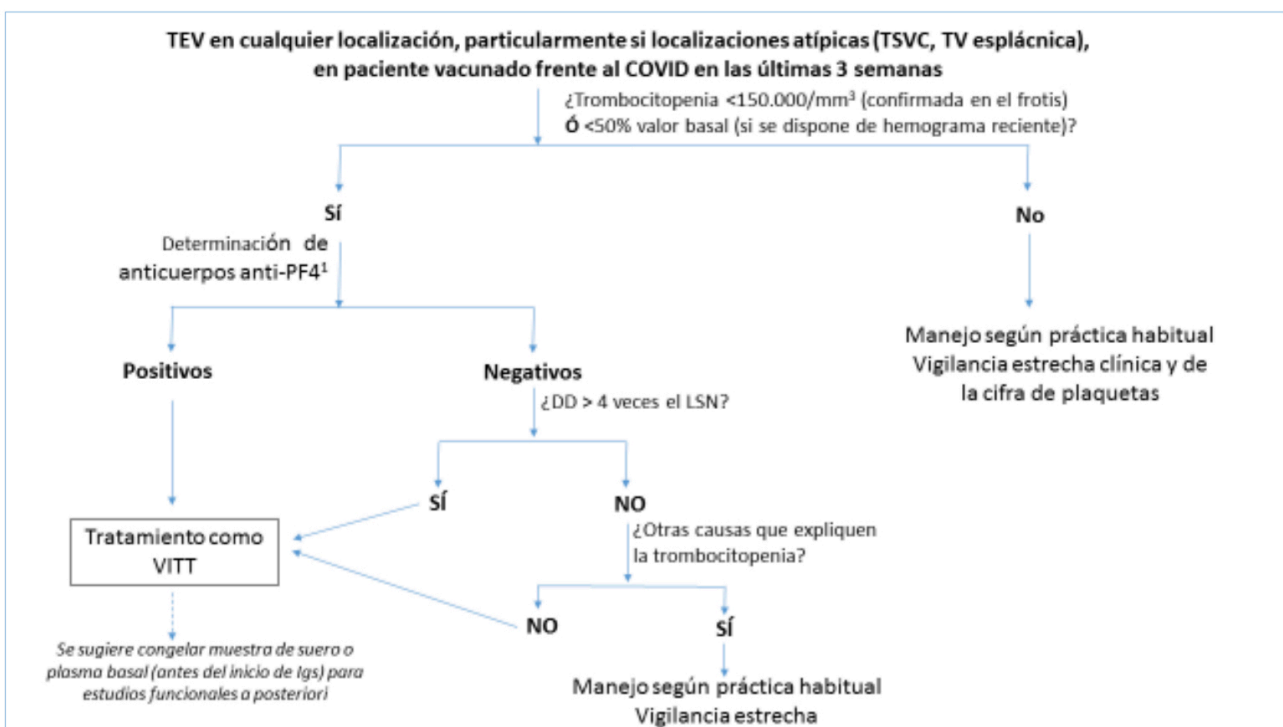 TEV en cualquier localización, particularmente si localizaciones atípicas (TSVC, TV esplácnica),
en paciente vacunado frente al COVID en las últimas 3 semanas
¿Trombocitopenia <150.000/mm³ (confirmada en el frotis)
Ó <50% valor basal (si se dispone de hemograma reciente)?
Sí
No
Determinación de
anticuerpos anti-PF4¹
Manejo según práctica habitual
Vigilancia estrecha clínica y de
la cifra de plaquetas
Positivos
Negativos
¿DD > 4 veces el LSN?
SÍ
NO
Tratamiento como
VITT
¿Otras causas que expliquen
la trombocitopenia?
NO
SÍ
Se sugiere congelar muestra de suero o
plasma basal (antes del inicio de Igs) para
estudios funcionales a posteriori
Manejo según práctica habitual
Vigilancia estrecha